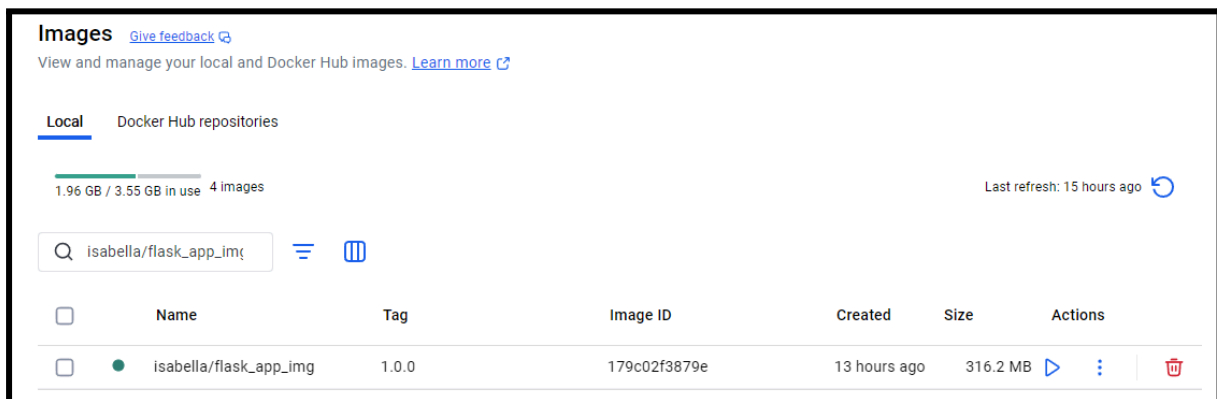 Images Give feedback
View and manage your local and Docker Hub images. Learn more
Local Docker Hub repositories
1.96 GB / 3.55 GB in use 4 images Last refresh: 15 hours ago
isabella/flask_app_img
Name Tag Image ID Created Size Actions
isabella/flask_app_img 1.0.0 179c02f3879e 13 hours ago 316.2 MB